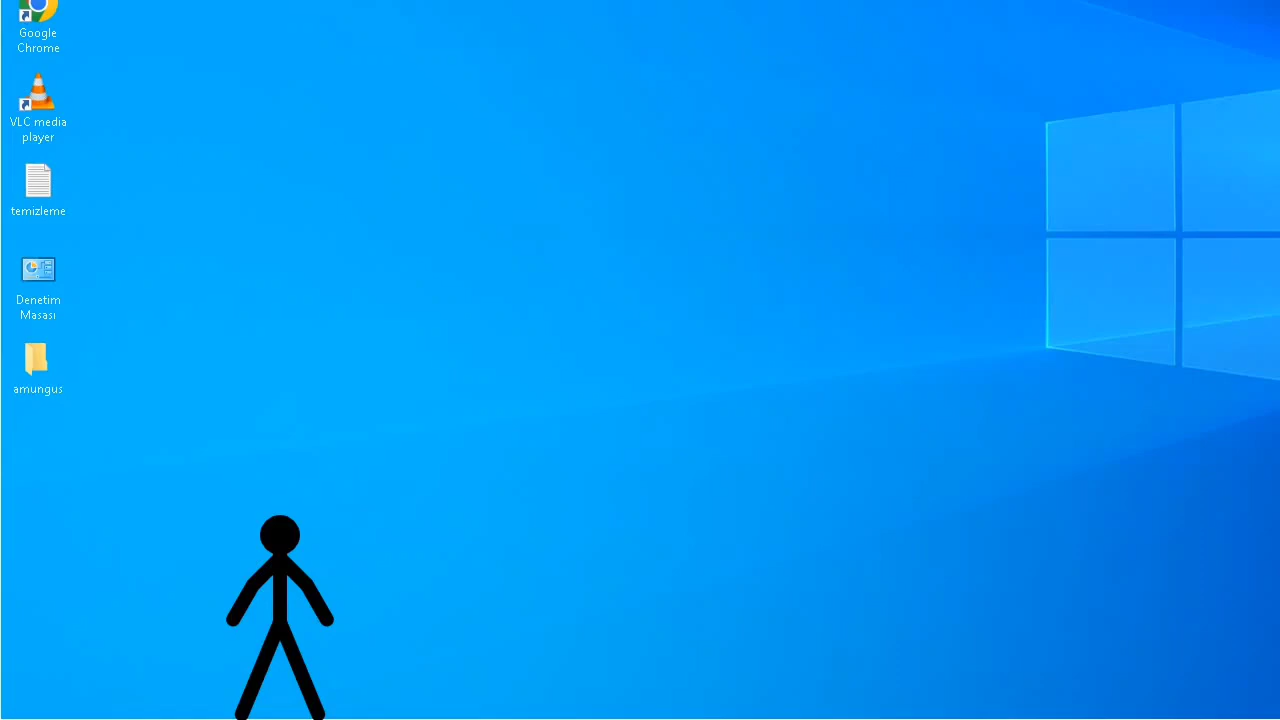 Google
Chrome
VLC media
player
temizleme
Denetim
Masası
amungus